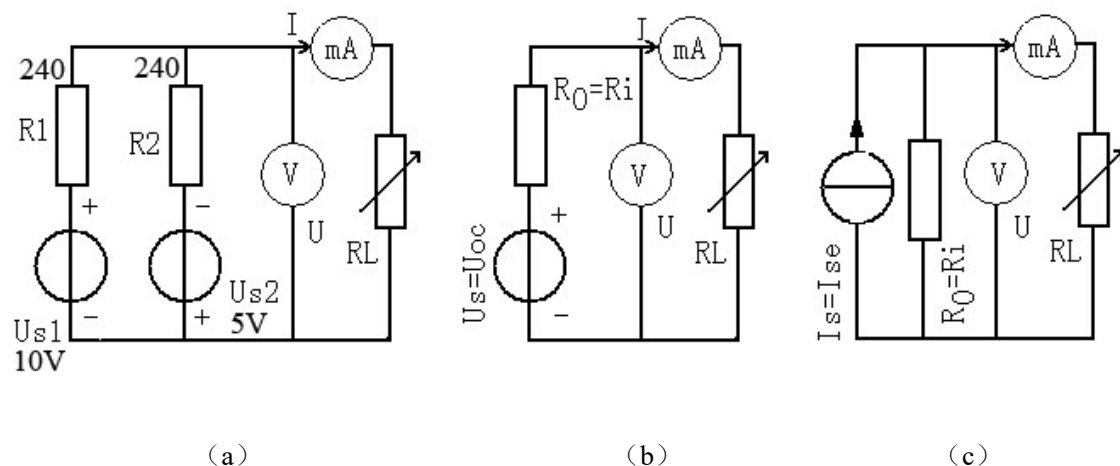 I
mA
240
240
R1
R2
V
U
RL
+
-
-
+
Us1
10V
Us2
5V
I
mA
R0=Ri
V
U
RL
Us=Uoc
+
-
mA
V
U
RL
Is=Ise
R0=Ri
（a）
（b）
（c）